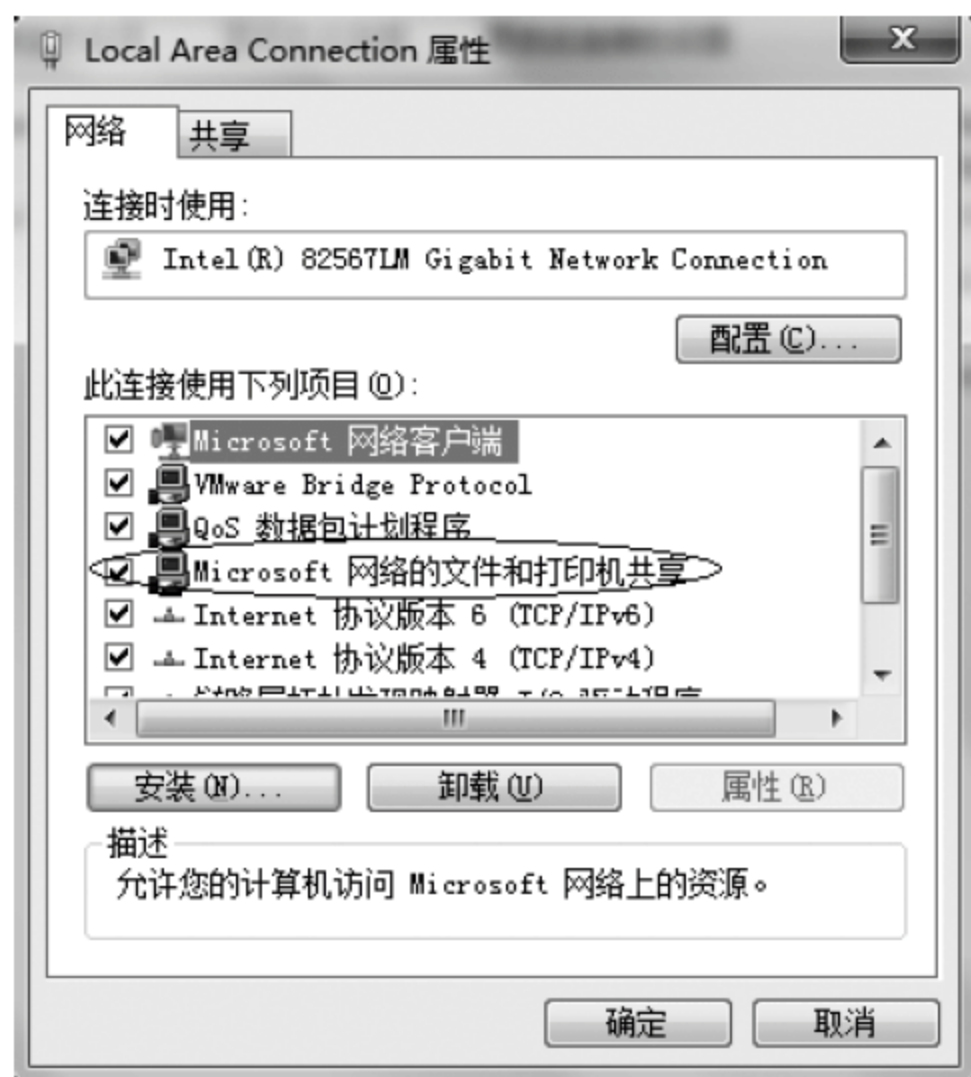 Local Area Connection 属性
网络
共享
连接时使用:
Intel(R) 82567LM Gigabit Network Connection
配置(C)...
此连接使用下列项目(O):
Microsoft 网络客户端
VMware Bridge Protocol
QoS 数据包计划程序
Microsoft 网络的文件和打印机共享
Internet 协议版本 6 (TCP/IPv6)
Internet 协议版本 4 (TCP/IPv4)
安装(N)...
卸载(U)
属性(R)
描述
允许您的计算机访问 Microsoft 网络上的资源。
确定
取消